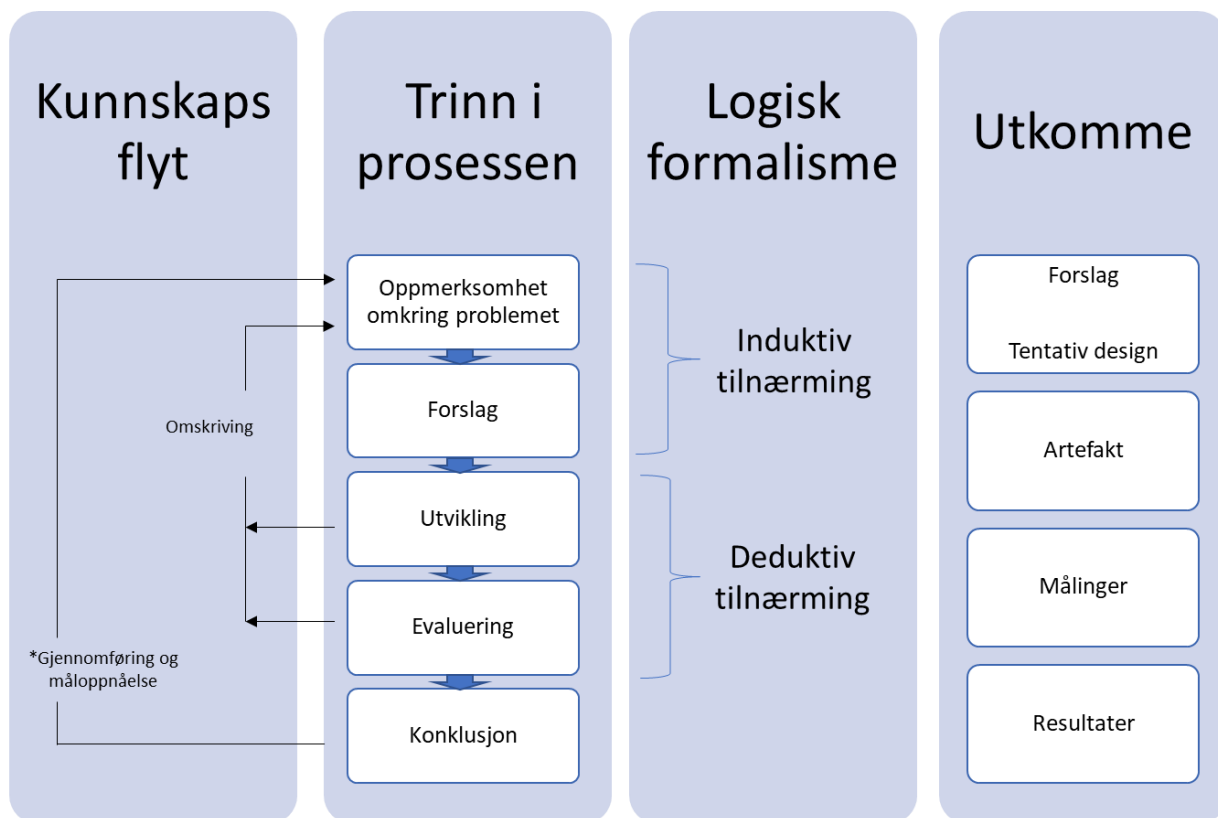 Kunnskaps
flyt
Trinn i
prosessen
Logisk
formalisme
Utkomme
Oppmerksomhet
omkring problemet
Forslag
Utvikling
Evaluering
Konklusjon
Omskriving
*Gjennomføring og
måloppnåelse
Induktiv
tilnærming
Deduktiv
tilnærming
Forslag
Tentativ design
Artefakt
Målinger
Resultater